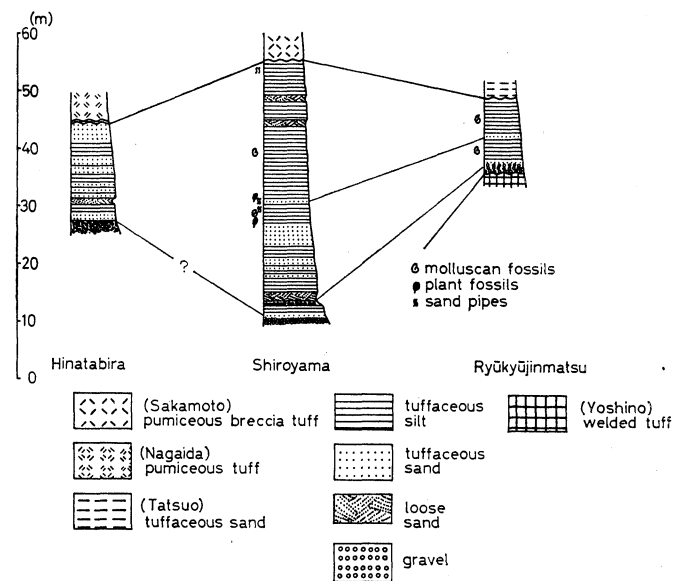 (m)
60
50
40
30
20
10
0
?
molluscan fossils
plant fossils
sand pipes
Hinatabira
Shiroyama
Ryūkyūjinmatsu
(Sakamoto)
pumiceous breccia tuff
(Nagaida)
pumiceous tuff
(Tatsuo)
tuffaceous sand
tuffaceous
silt
tuffaceous
sand
loose
sand
gravel
(Yoshino)
welded tuff